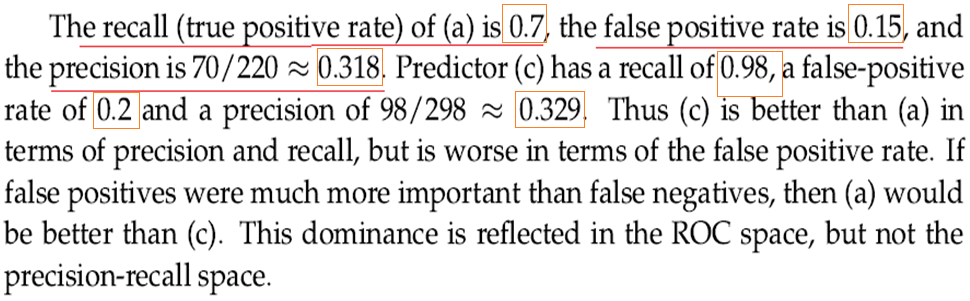 The recall (true positive rate) of (a) is 0.7, the false positive rate is 0.15, and
the precision is 70/220 ≈ 0.318. Predictor (c) has a recall of 0.98, a false-positive
rate of 0.2 and a precision of 98/298 ≈ 0.329. Thus (c) is better than (a) in
terms of precision and recall, but is worse in terms of the false positive rate. If
false positives were much more important than false negatives, then (a) would
be better than (c). This dominance is reflected in the ROC space, but not the
precision-recall space.